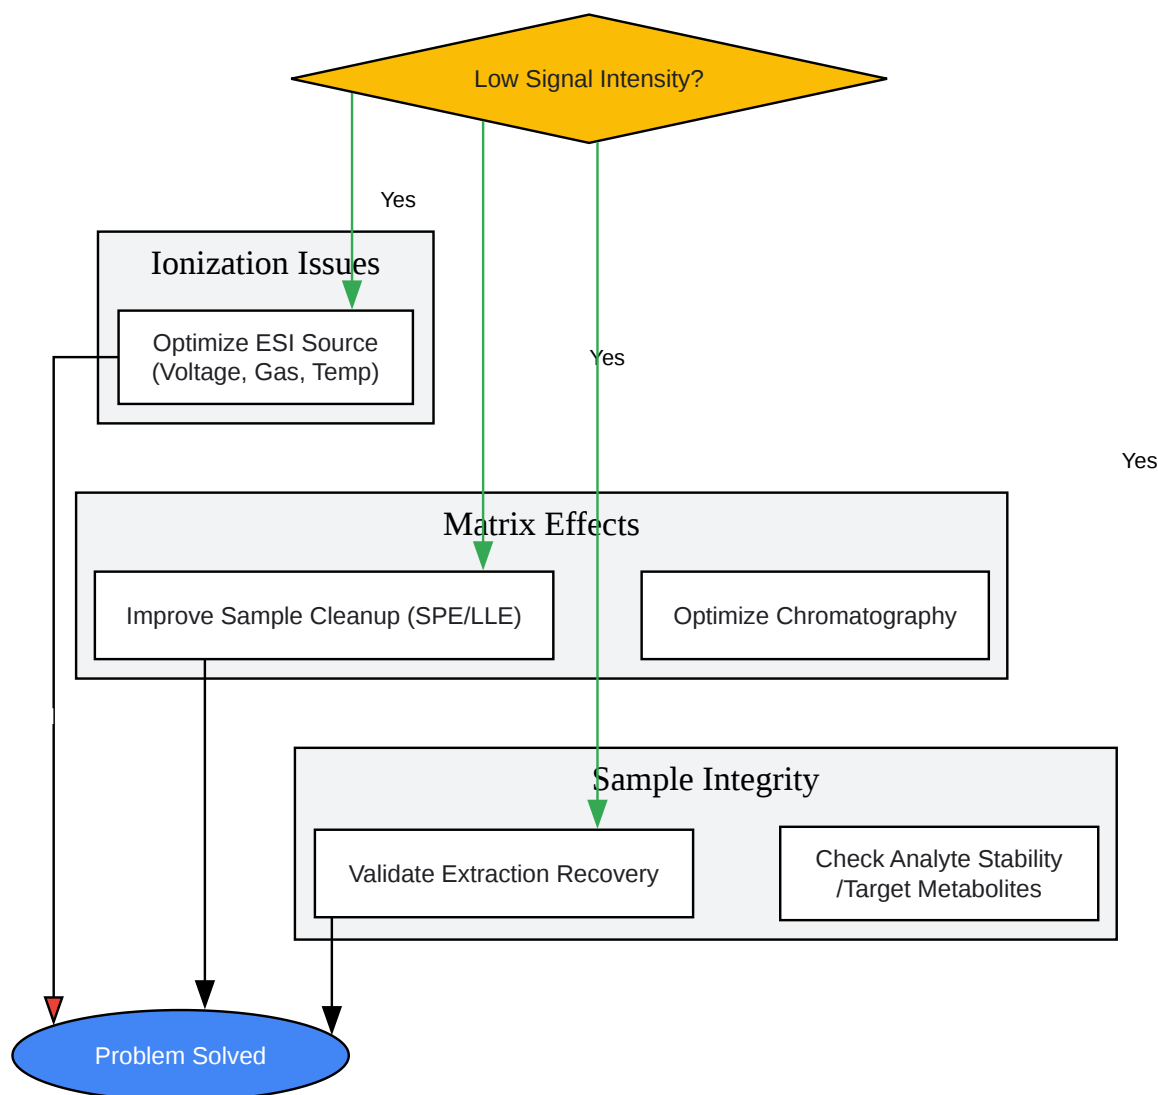 Low Signal Intensity?
Yes
Ionization Issues
Optimize ESI Source
(Voltage, Gas, Temp)
Yes
Yes
Matrix Effects
Improve Sample Cleanup (SPE/LLE)
Optimize Chromatography
Sample Integrity
Validate Extraction Recovery
Check Analyte Stability
/Target Metabolites
Problem Solved